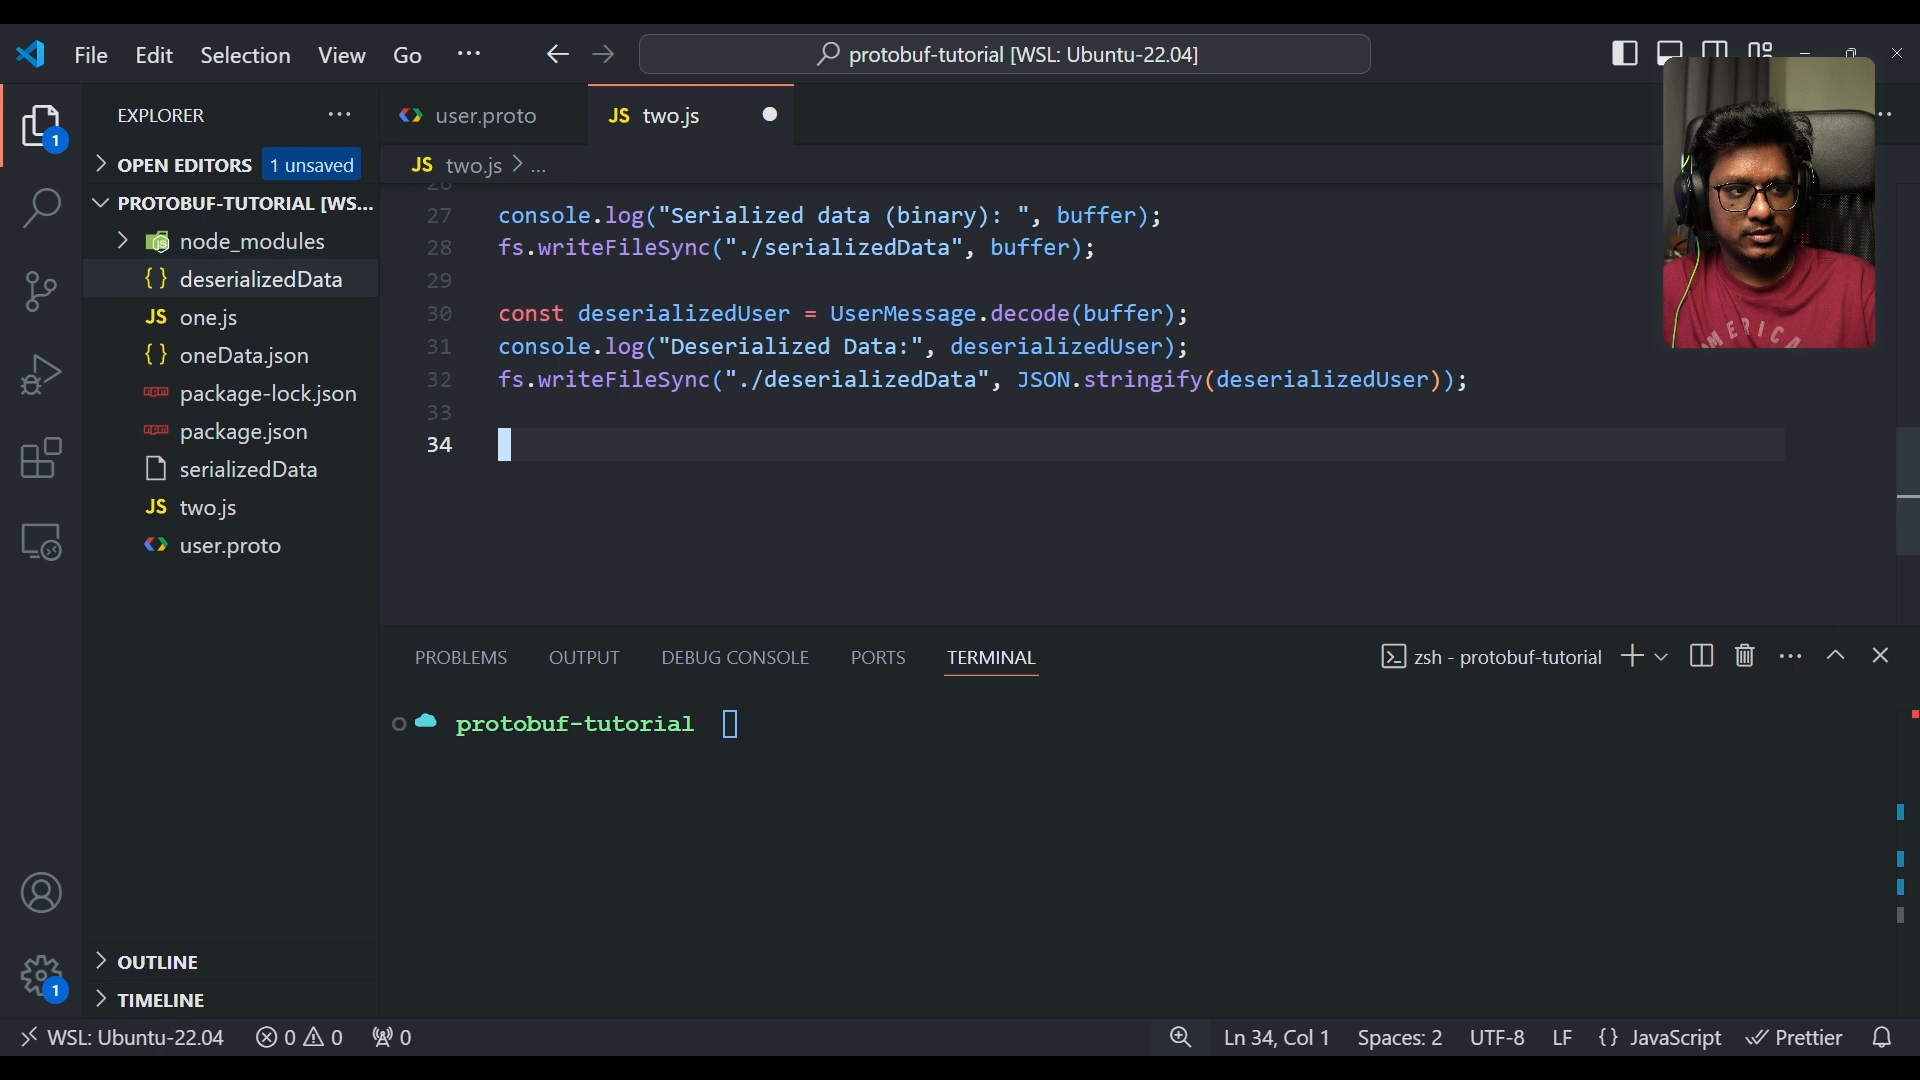 File Edit Selection View Go ...
protobuf-tutorial [WSL: Ubuntu-22.04]
EXPLORER
OPEN EDITORS 1 unsaved
PROTOBUF-TUTORIAL [WS...
node_modules
{} deserializedData
JS one.js
{} oneData.json
npm package-lock.json
npm package.json
serializedData
JS two.js
user.proto
OUTLINE
TIMELINE
user.proto
JS two.js
JS two.js > ...
27 console.log("Serialized data (binary): ", buffer);
28 fs.writeFileSync("./serializedData", buffer);
29
30 const deserializedUser = UserMessage.decode(buffer);
31 console.log("Deserialized Data:", deserializedUser);
32 fs.writeFileSync("./deserializedData", JSON.stringify(deserializedUser));
33
34
PROBLEMS OUTPUT DEBUG CONSOLE PORTS TERMINAL
zsh - protobuf-tutorial
protobuf-tutorial
1
1
WSL: Ubuntu-22.04 0 0 0
Ln 34, Col 1 Spaces: 2 UTF-8 LF {} JavaScript Prettier